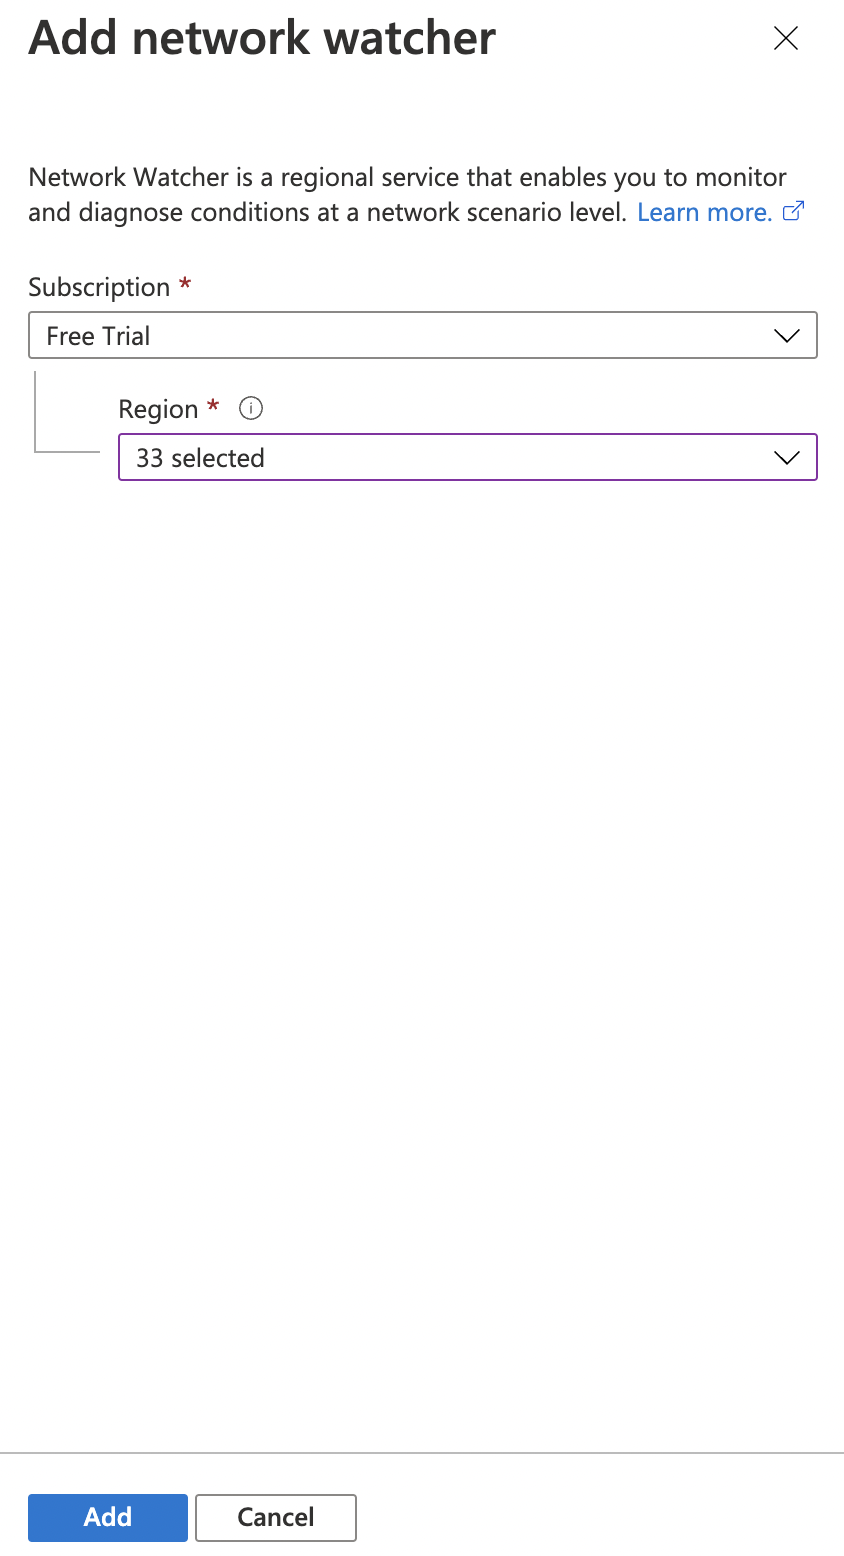 Add network watcher
Network Watcher is a regional service that enables you to monitor
and diagnose conditions at a network scenario level. Learn more.
Subscription *
Free Trial
Region *
33 selected
Add
Cancel